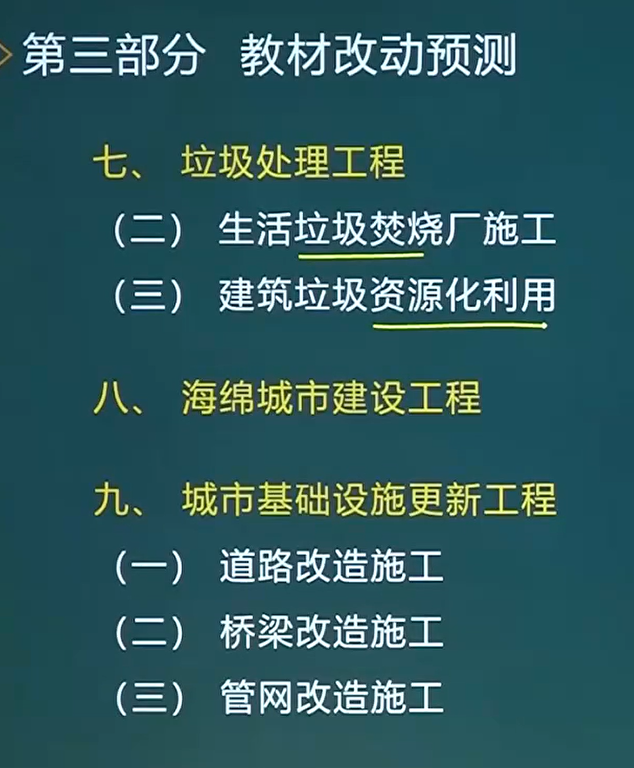 第三部分 教材改动预测
七、 垃圾处理工程
（二） 生活垃圾焚烧厂施工
（三） 建筑垃圾资源化利用
八、 海绵城市建设工程
九、 城市基础设施更新工程
（一） 道路改造施工
（二） 桥梁改造施工
（三） 管网改造施工